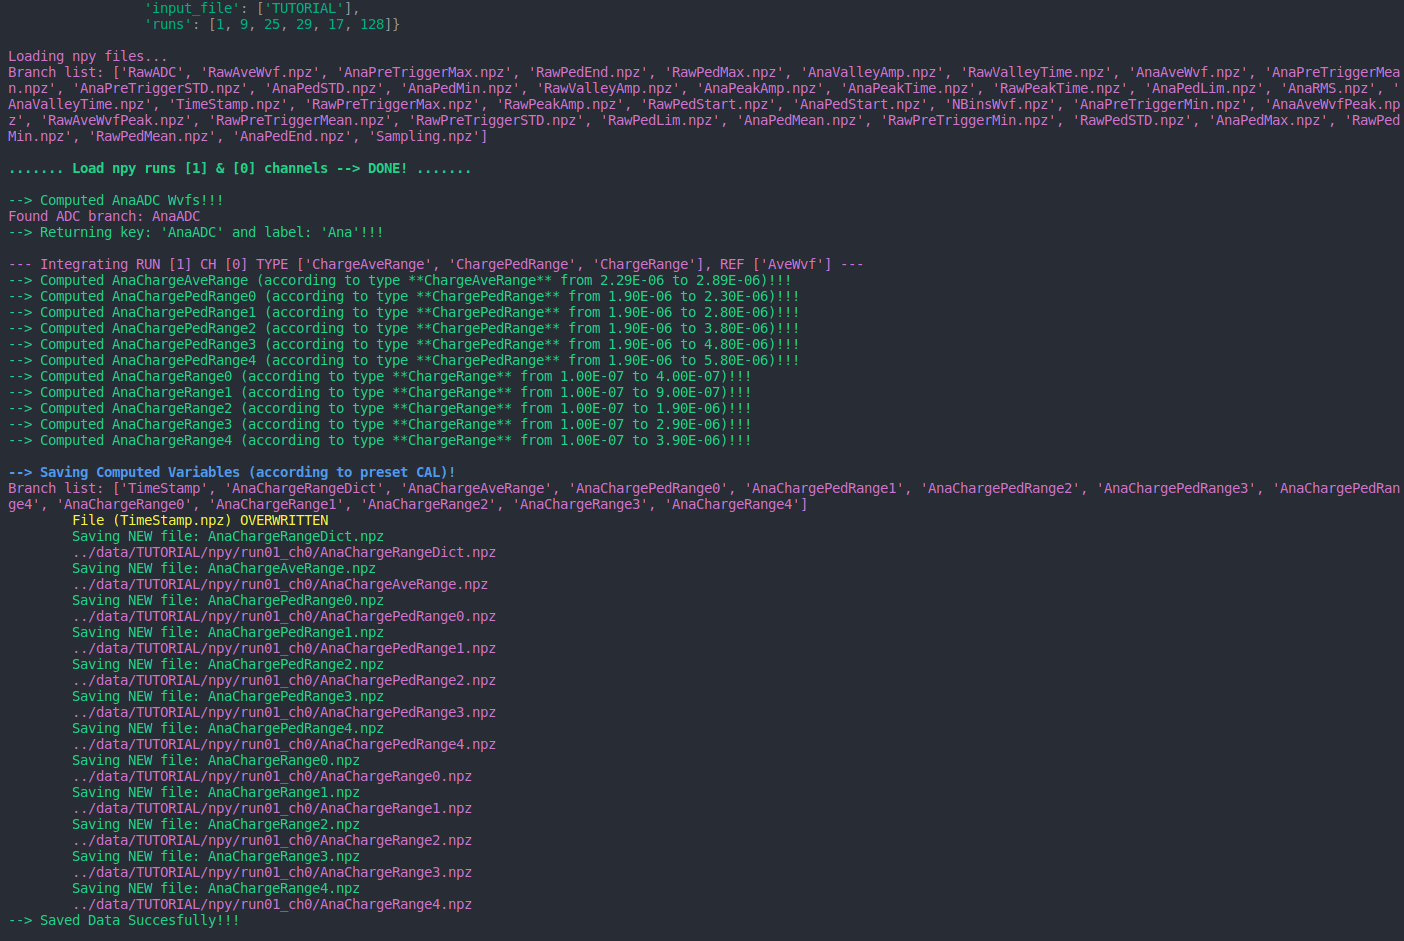 'input_file': ['TUTORIAL'],
'runs': [1, 9, 25, 29, 17, 128]}
Loading npy files...
Branch list: ['RawADC', 'RawAveWvf.npz', 'AnaPreTriggerMax.npz', 'RawPedEnd.npz', 'RawPedMax.npz', 'AnaValleyAmp.npz', 'RawValleyTime.npz', 'AnaAveWvf.npz', 'AnaPreTriggerMea
n.npz', 'AnaPreTriggerSTD.npz', 'AnaPedSTD.npz', 'AnaPedMin.npz', 'RawValleyAmp.npz', 'AnaPeakAmp.npz', 'AnaPeakTime.npz', 'RawPeakTime.npz', 'AnaPedLim.npz', 'AnaRMS.npz', '
AnaValleyTime.npz', 'TimeStamp.npz', 'RawPreTriggerMax.npz', 'RawPeakAmp.npz', 'RawPedStart.npz', 'AnaPedStart.npz', 'NBinsWvf.npz', 'AnaPreTriggerMin.npz', 'AnaAveWvfPeak.np
z', 'RawAveWvfPeak.npz', 'RawPreTriggerMean.npz', 'RawPreTriggerSTD.npz', 'RawPedLim.npz', 'AnaPedMean.npz', 'RawPreTriggerMin.npz', 'RawPedSTD.npz', 'AnaPedMax.npz', 'RawPed
Min.npz', 'RawPedMean.npz', 'AnaPedEnd.npz', 'Sampling.npz']
....... Load npy runs [1] & [0] channels --> DONE! .......
--> Computed AnaADC Wvfs!!!
Found ADC branch: AnaADC
--> Returning key: 'AnaADC' and label: 'Ana'!!!
--- Integrating RUN [1] CH [0] TYPE ['ChargeAveRange', 'ChargePedRange', 'ChargeRange'], REF ['AveWvf'] ---
--> Computed AnaChargeAveRange (according to type **ChargeAveRange** from 2.29E-06 to 2.89E-06)!!!
--> Computed AnaChargePedRange0 (according to type **ChargePedRange** from 1.90E-06 to 2.30E-06)!!!
--> Computed AnaChargePedRange1 (according to type **ChargePedRange** from 1.90E-06 to 2.80E-06)!!!
--> Computed AnaChargePedRange2 (according to type **ChargePedRange** from 1.90E-06 to 3.80E-06)!!!
--> Computed AnaChargePedRange3 (according to type **ChargePedRange** from 1.90E-06 to 4.80E-06)!!!
--> Computed AnaChargePedRange4 (according to type **ChargePedRange** from 1.90E-06 to 5.80E-06)!!!
--> Computed AnaChargeRange0 (according to type **ChargeRange** from 1.00E-07 to 4.00E-07)!!!
--> Computed AnaChargeRange1 (according to type **ChargeRange** from 1.00E-07 to 9.00E-07)!!!
--> Computed AnaChargeRange2 (according to type **ChargeRange** from 1.00E-07 to 1.90E-06)!!!
--> Computed AnaChargeRange3 (according to type **ChargeRange** from 1.00E-07 to 2.90E-06)!!!
--> Computed AnaChargeRange4 (according to type **ChargeRange** from 1.00E-07 to 3.90E-06)!!!
--> Saving Computed Variables (according to preset CAL)!
Branch list: ['TimeStamp', 'AnaChargeRangeDict', 'AnaChargeAveRange', 'AnaChargePedRange0', 'AnaChargePedRange1', 'AnaChargePedRange2', 'AnaChargePedRange3', 'AnaChargePedRan
ge4', 'AnaChargeRange0', 'AnaChargeRange1', 'AnaChargeRange2', 'AnaChargeRange3', 'AnaChargeRange4']
File (TimeStamp.npz) OVERWRITTEN
Saving NEW file: AnaChargeRangeDict.npz
../data/TUTORIAL/npy/run01_ch0/AnaChargeRangeDict.npz
Saving NEW file: AnaChargeAveRange.npz
../data/TUTORIAL/npy/run01_ch0/AnaChargeAveRange.npz
Saving NEW file: AnaChargePedRange0.npz
../data/TUTORIAL/npy/run01_ch0/AnaChargePedRange0.npz
Saving NEW file: AnaChargePedRange1.npz
../data/TUTORIAL/npy/run01_ch0/AnaChargePedRange1.npz
Saving NEW file: AnaChargePedRange2.npz
../data/TUTORIAL/npy/run01_ch0/AnaChargePedRange2.npz
Saving NEW file: AnaChargePedRange3.npz
../data/TUTORIAL/npy/run01_ch0/AnaChargePedRange3.npz
Saving NEW file: AnaChargePedRange4.npz
../data/TUTORIAL/npy/run01_ch0/AnaChargePedRange4.npz
Saving NEW file: AnaChargeRange0.npz
../data/TUTORIAL/npy/run01_ch0/AnaChargeRange0.npz
Saving NEW file: AnaChargeRange1.npz
../data/TUTORIAL/npy/run01_ch0/AnaChargeRange1.npz
Saving NEW file: AnaChargeRange2.npz
../data/TUTORIAL/npy/run01_ch0/AnaChargeRange2.npz
Saving NEW file: AnaChargeRange3.npz
../data/TUTORIAL/npy/run01_ch0/AnaChargeRange3.npz
Saving NEW file: AnaChargeRange4.npz
../data/TUTORIAL/npy/run01_ch0/AnaChargeRange4.npz
--> Saved Data Succesfully!!!